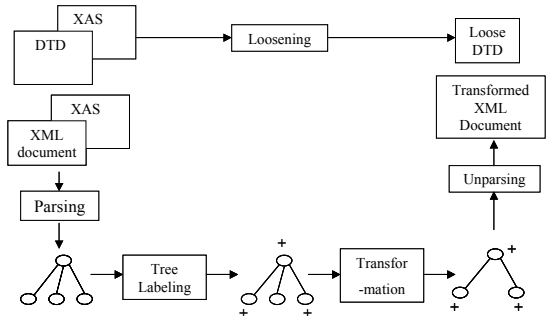 XAS
DTD
Loosening
Loose
DTD
XAS
XML
document
Transformed
XML
Document
Parsing
Unparsing
Tree
Labeling
+
+
+
Transfor
-mation
+
+
+